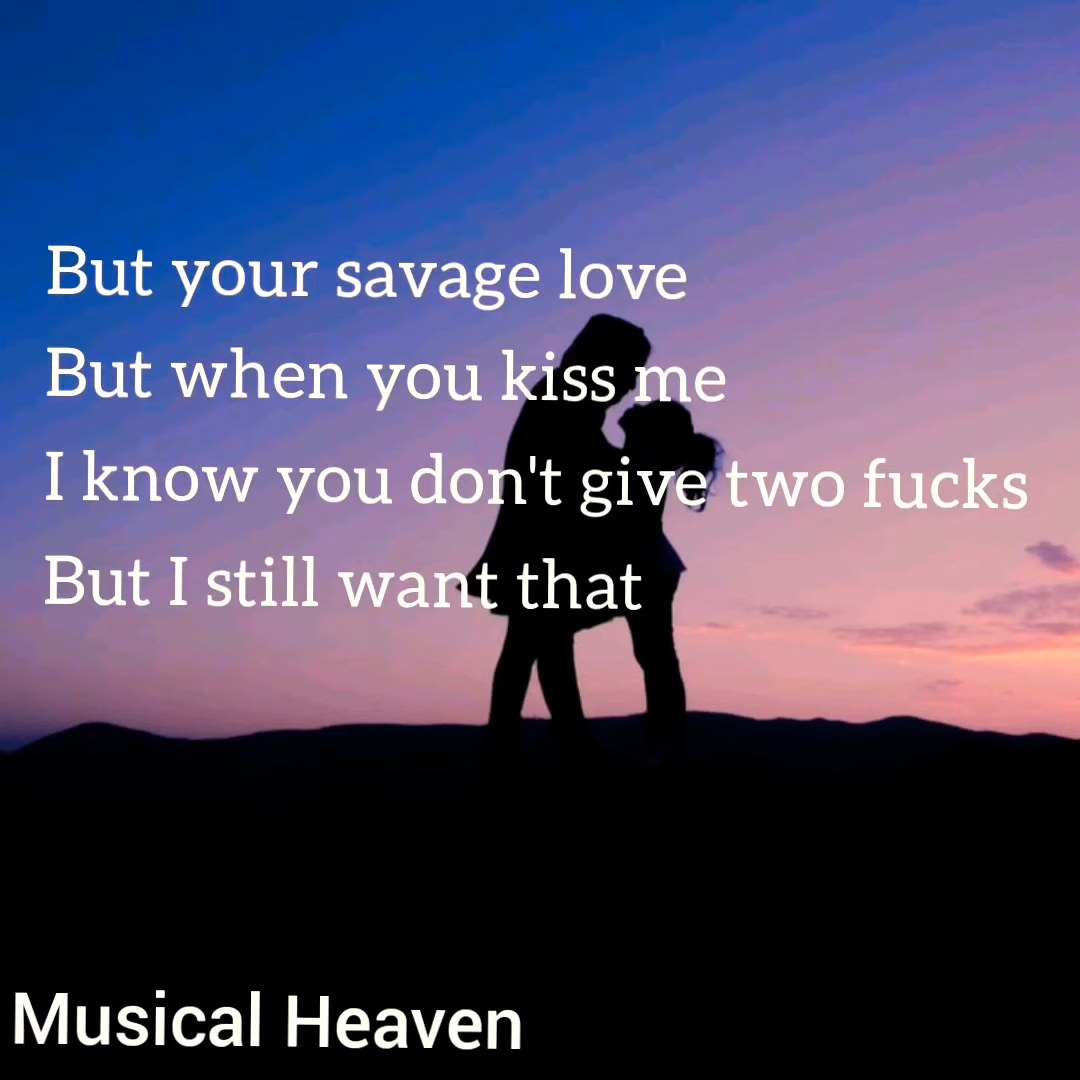 But your savage love
But when you kiss me
I know you don't give two fucks
But I still want that
Musical Heaven